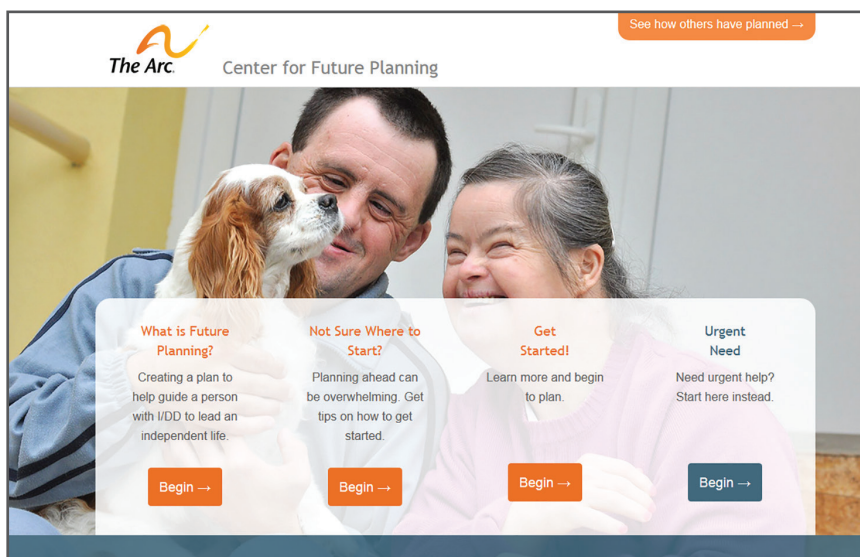 See how others have planned →
The Arc.
Center for Future Planning
What is Future
Planning?
Creating a plan to
help guide a person
with I/DD to lead an
independent life.
Begin →
Not Sure Where to
Start?
Planning ahead can
be overwhelming. Get
tips on how to get
started.
Begin →
Get
Started!
Learn more and begin
to plan.
Begin →
Urgent
Need
Need urgent help?
Start here instead.
Begin →